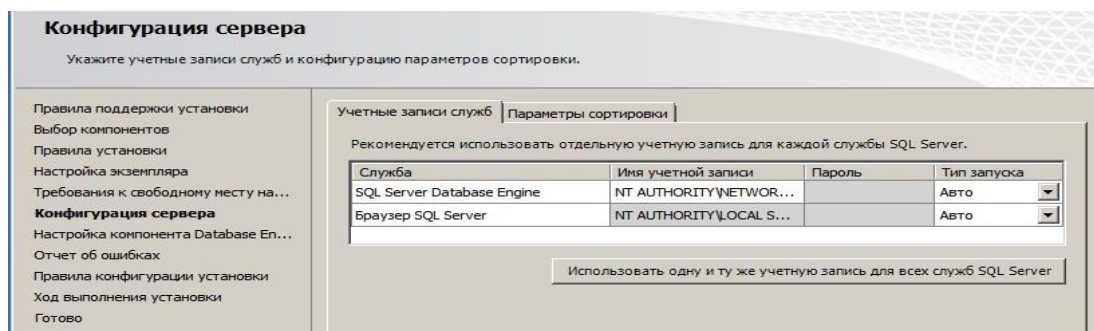 Конфигурация сервера
Укажите учетные записи служб и конфигурацию параметров сортировки.
Правила поддержки установки
Выбор компонентов
Правила установки
Настройка экземпляра
Требования к свободному месту на...
Конфигурация сервера
Настройка компонента Database En...
Отчет об ошибках
Правила конфигурации установки
Ход выполнения установки
Готово
Учетные записи служб Параметры сортировки
Рекомендуется использовать отдельную учетную запись для каждой службы SQL Server.
Служба Имя учетной записи Пароль Тип запуска
SQL Server Database Engine NT AUTHORITY\NETWOR... Авто
Браузер SQL Server NT AUTHORITY\LOCAL S... Авто
Использовать одну и ту же учетную запись для всех служб SQL Server